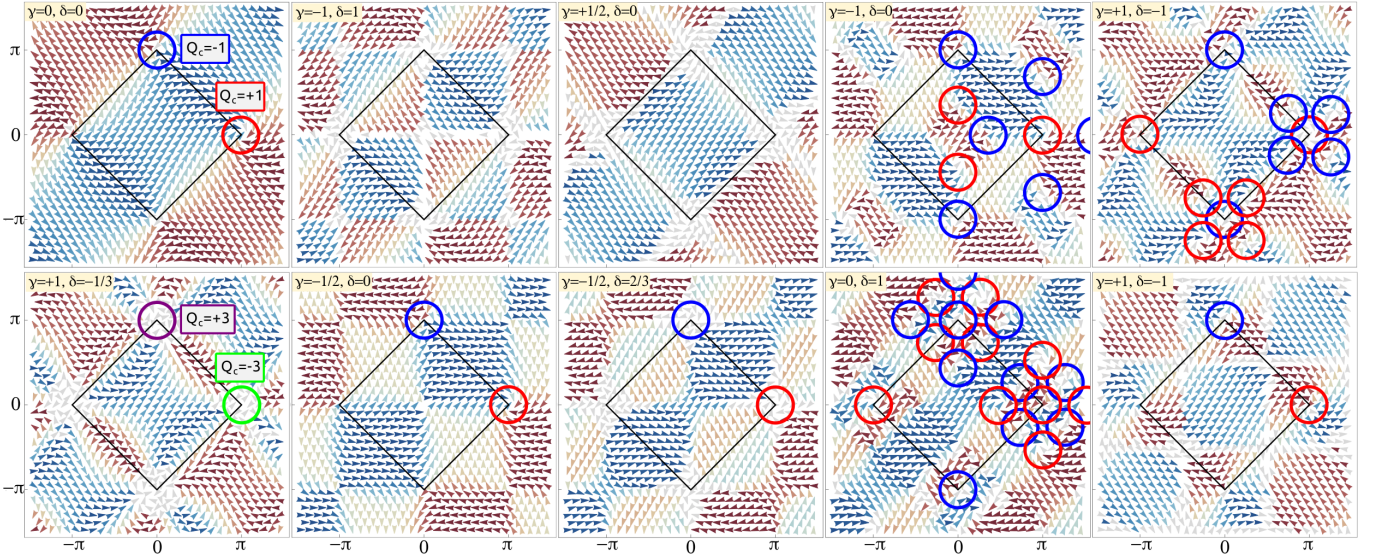 γ=0, δ=0
γ=-1, δ=1
γ=+1/2, δ=0
γ=-1, δ=0
γ=+1, δ=-1
Q_c=-1
Q_c=+1
π
0
-π
γ=+1, δ=-1/3
γ=-1/2, δ=0
γ=-1/2, δ=2/3
γ=0, δ=1
γ=+1, δ=-1
Q_c=+3
Q_c=-3
π
0
-π
-π 0 π
-π 0 π
-π 0 π
-π 0 π
-π 0 π